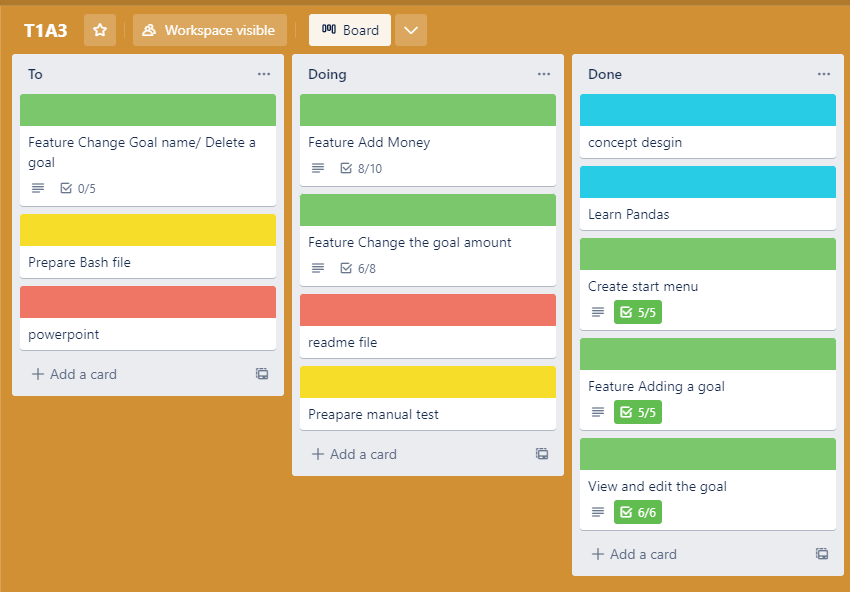 T1A3
Workspace visible
Board
To
Feature Change Goal name/ Delete a
goal
0/5
Prepare Bash file
powerpoint
Add a card
Doing
Feature Add Money
8/10
Feature Change the goal amount
6/8
readme file
Preapare manual test
Add a card
Done
concept desgin
Learn Pandas
Create start menu
5/5
Feature Adding a goal
5/5
View and edit the goal
6/6
Add a card